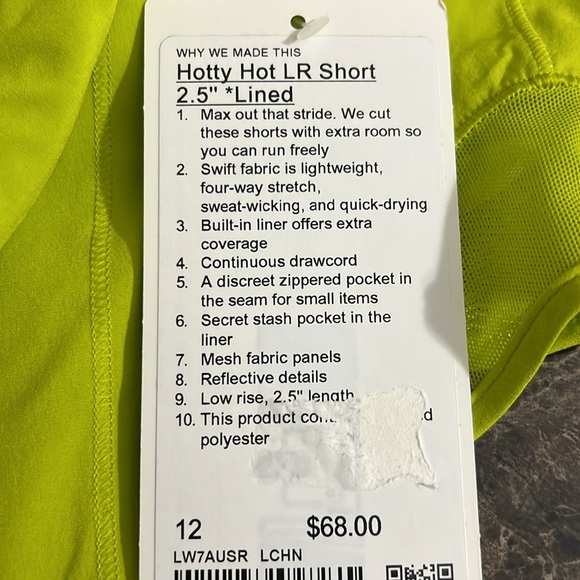 WHY WE MADE THIS
Hotty Hot LR Short
2.5" *Lined
1. Max out that stride. We cut
these shorts with extra room so
you can run freely
2. Swift fabric is lightweight,
four-way stretch,
sweat-wicking, and quick-drying
3. Built-in liner offers extra
coverage
4. Continuous drawcord
5. A discreet zippered pocket in
the seam for small items
6. Secret stash pocket in the
liner
7. Mesh fabric panels
8. Reflective details
9. Low rise, 2.5" length
10. This product
polyester
12 $68.00
LW7AUSR LCHN